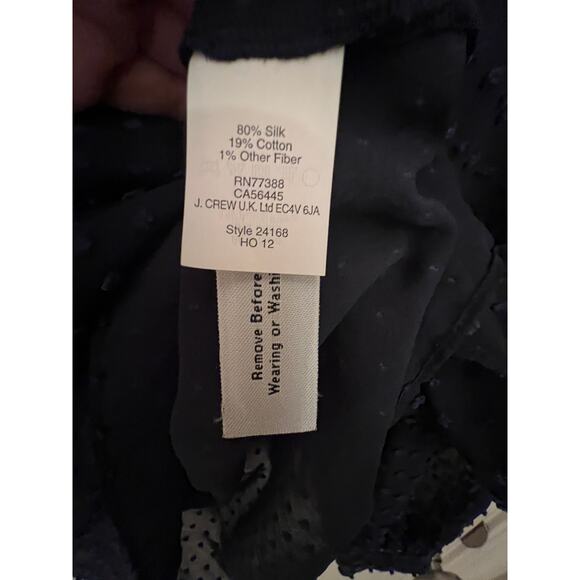 80% Silk
19% Cotton
1% Other Fiber
RN77388
CA56445
J. CREW U.K. Ltd EC4V 6JA
Style 24168
HO 12
Remove Before
Wearing or Washi